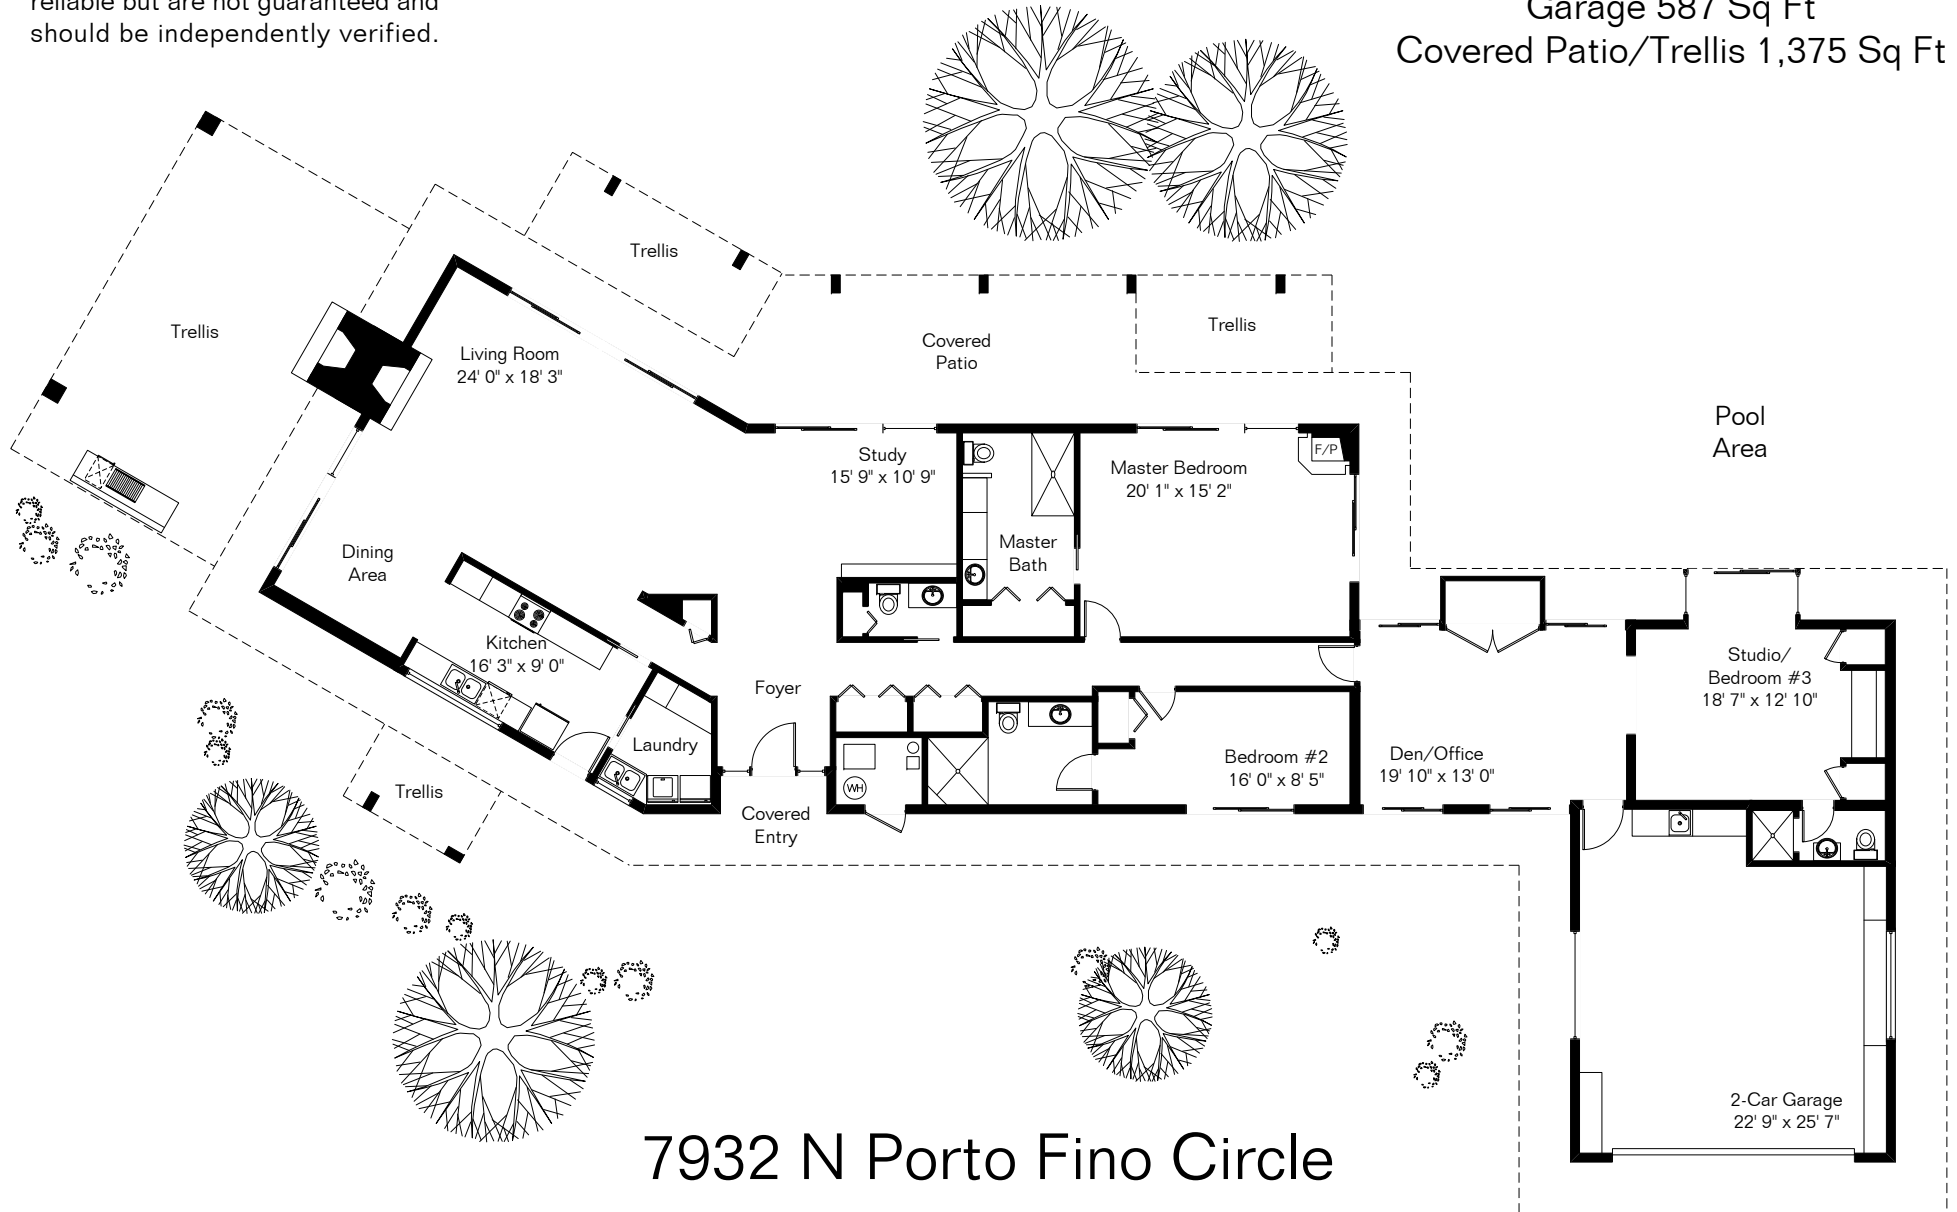 reliable but are not guaranteed and
should be independently verified.
Garage 587 Sq Ft
Covered Patio/Trellis 1,375 Sq Ft
Trellis
Trellis
Trellis
Covered
Patio
Living Room
24' 0" x 18' 3"
Pool
Area
Study
15' 9" x 10' 9"
Master Bedroom
20' 1" x 15' 2"
F/P
Master
Bath
Dining
Area
Kitchen
16' 3" x 9' 0"
Foyer
Studio/
Bedroom #3
18' 7" x 12' 10"
Laundry
Bedroom #2
16' 0" x 8' 5"
Den/Office
19' 10" x 13' 0"
WH
Trellis
Covered
Entry
2-Car Garage
22' 9" x 25' 7"
7932 N Porto Fino Circle